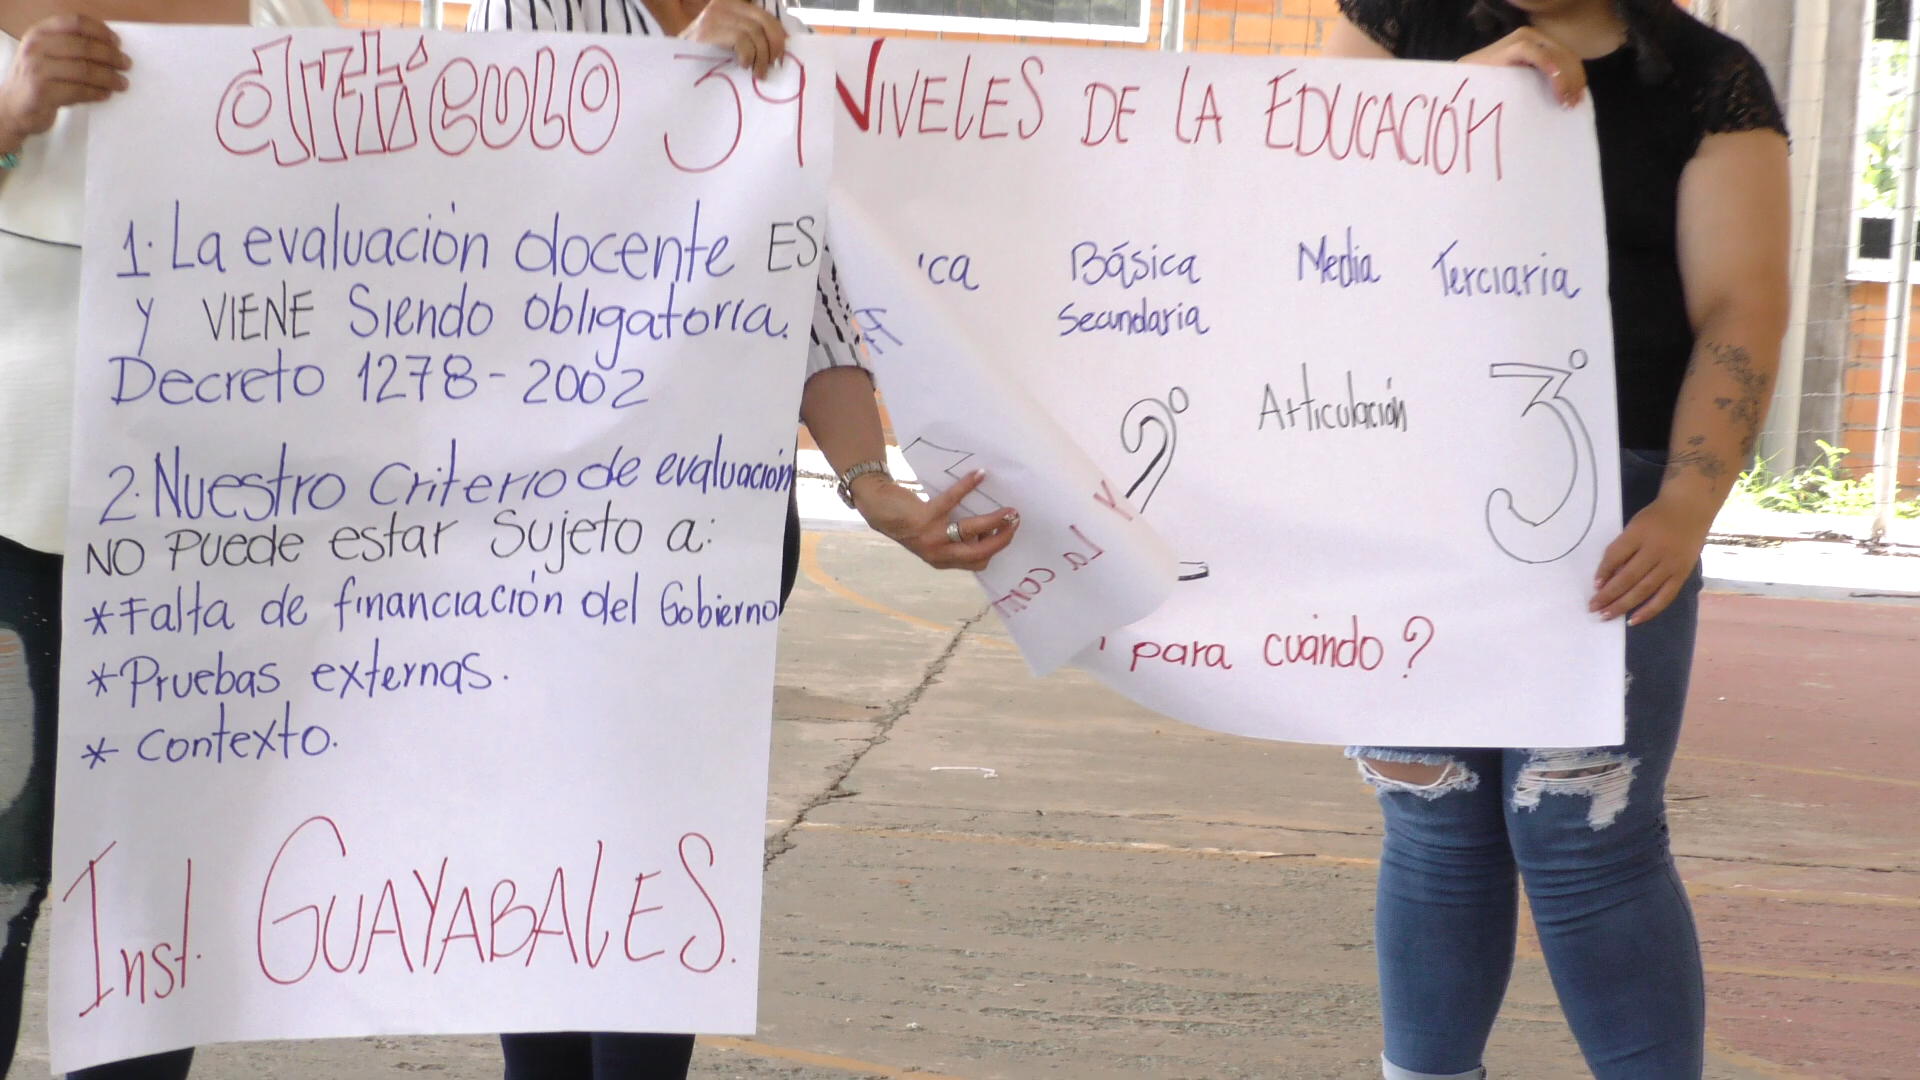 Artículo 39
1. La evaluación docente ES
y VIENE Siendo obligatoria.
Decreto 1278-2002
2. Nuestro Criterio de evaluación
NO PUEDE estar Sujeto a:
* Falta de financiación del Gobierno
* Pruebas externas.
* Contexto.
Inst. GUAYABALES.
NIVELES DE LA EDUCACIÓN
ica Básica Media Terciaria
Secundaria
2° Articulación 3°
Y La
para cuándo?